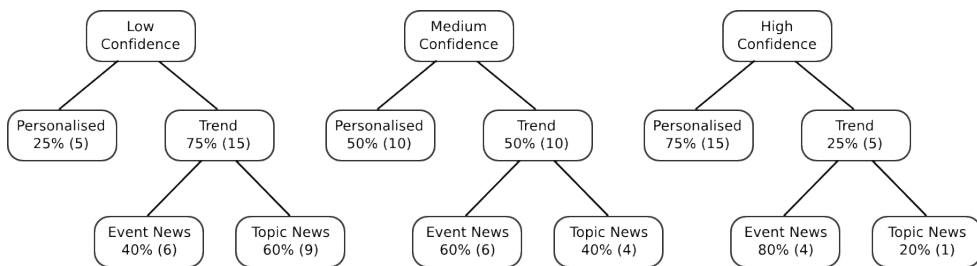 Low
Confidence
Medium
Confidence
High
Confidence
Personalised
25% (5)
Trend
75% (15)
Personalised
50% (10)
Trend
50% (10)
Personalised
75% (15)
Trend
25% (5)
Event News
40% (6)
Topic News
60% (9)
Event News
60% (6)
Topic News
40% (4)
Event News
80% (4)
Topic News
20% (1)